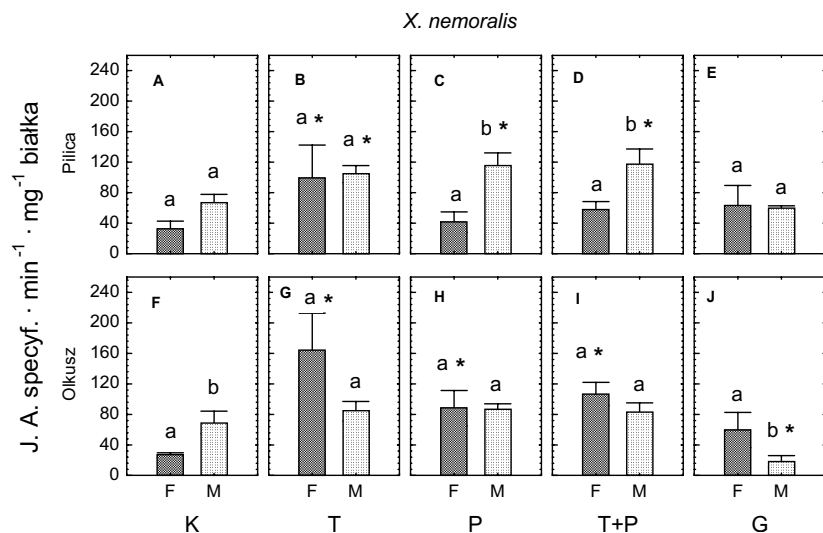 X. nemoralis
J. A. specyf. · min⁻¹ · mg⁻¹ białka
Pilica
240
200
160
120
80
40
0
A
a
a
B
a *
a *
C
a
b *
D
a
b *
E
a
a
Olkusz
240
200
160
120
80
40
0
F
a
b
G
a *
a
H
a *
a
I
a *
a
J
a
b *
F M F M F M F M F M
K T P T+P G